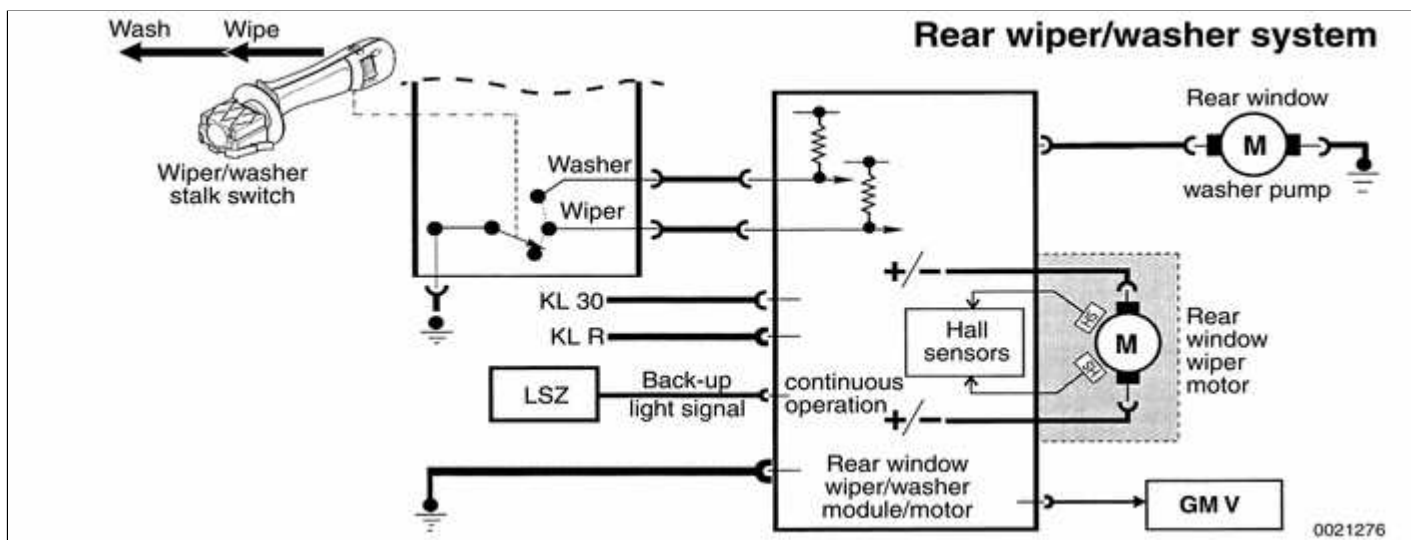 Rear wiper/washer system
Wash
Wipe
Wiper/washer
stalk switch
Washer
Wiper
KL 30
KL R
LSZ
Back-up
light signal
continuous
operation
+/−
Hall
sensors
+/−
Rear window
wiper/washer
module/motor
Rear window
M
washer pump
HS
M
HS
Rear
window
wiper
motor
GM V
0021276